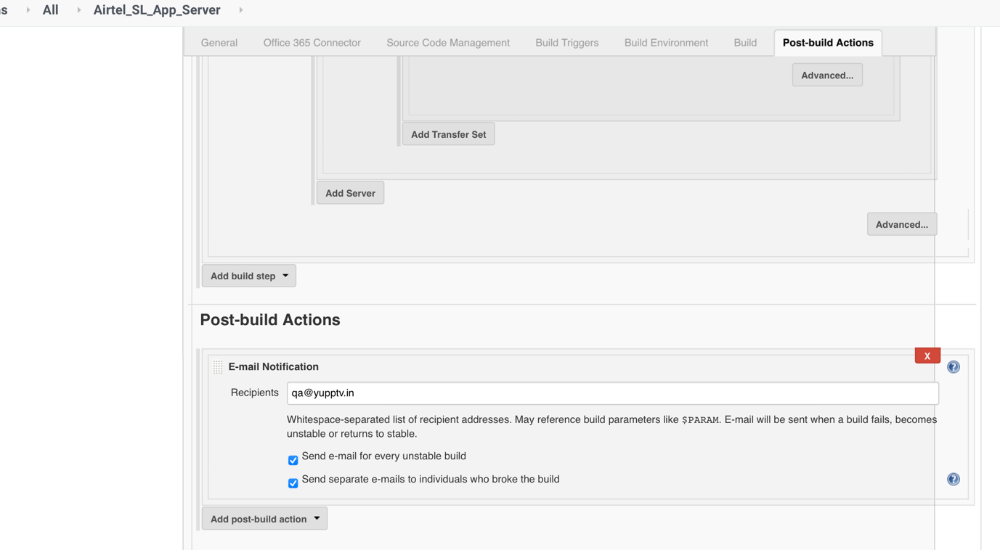 All Airtel_SL_App_Server
General Office 365 Connector Source Code Management Build Triggers Build Environment Build Post-build Actions
Advanced...
Add Transfer Set
Add Server
Advanced...
Add build step
Post-build Actions
X
E-mail Notification
Recipients qa@yupptv.in
Whitespace-separated list of recipient addresses. May reference build parameters like $PARAM. E-mail will be sent when a build fails, becomes
unstable or returns to stable.
Send e-mail for every unstable build
Send separate e-mails to individuals who broke the build
Add post-build action